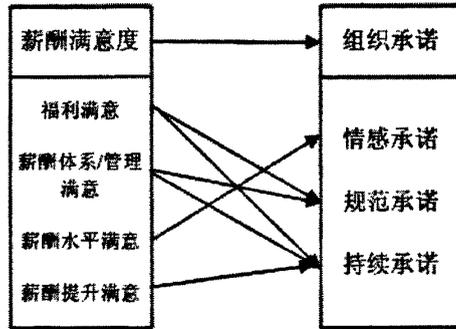 薪酬满意度
组织承诺
福利满意
薪酬体系/管理
满意
薪酬水平满意
薪酬提升满意
情感承诺
规范承诺
持续承诺